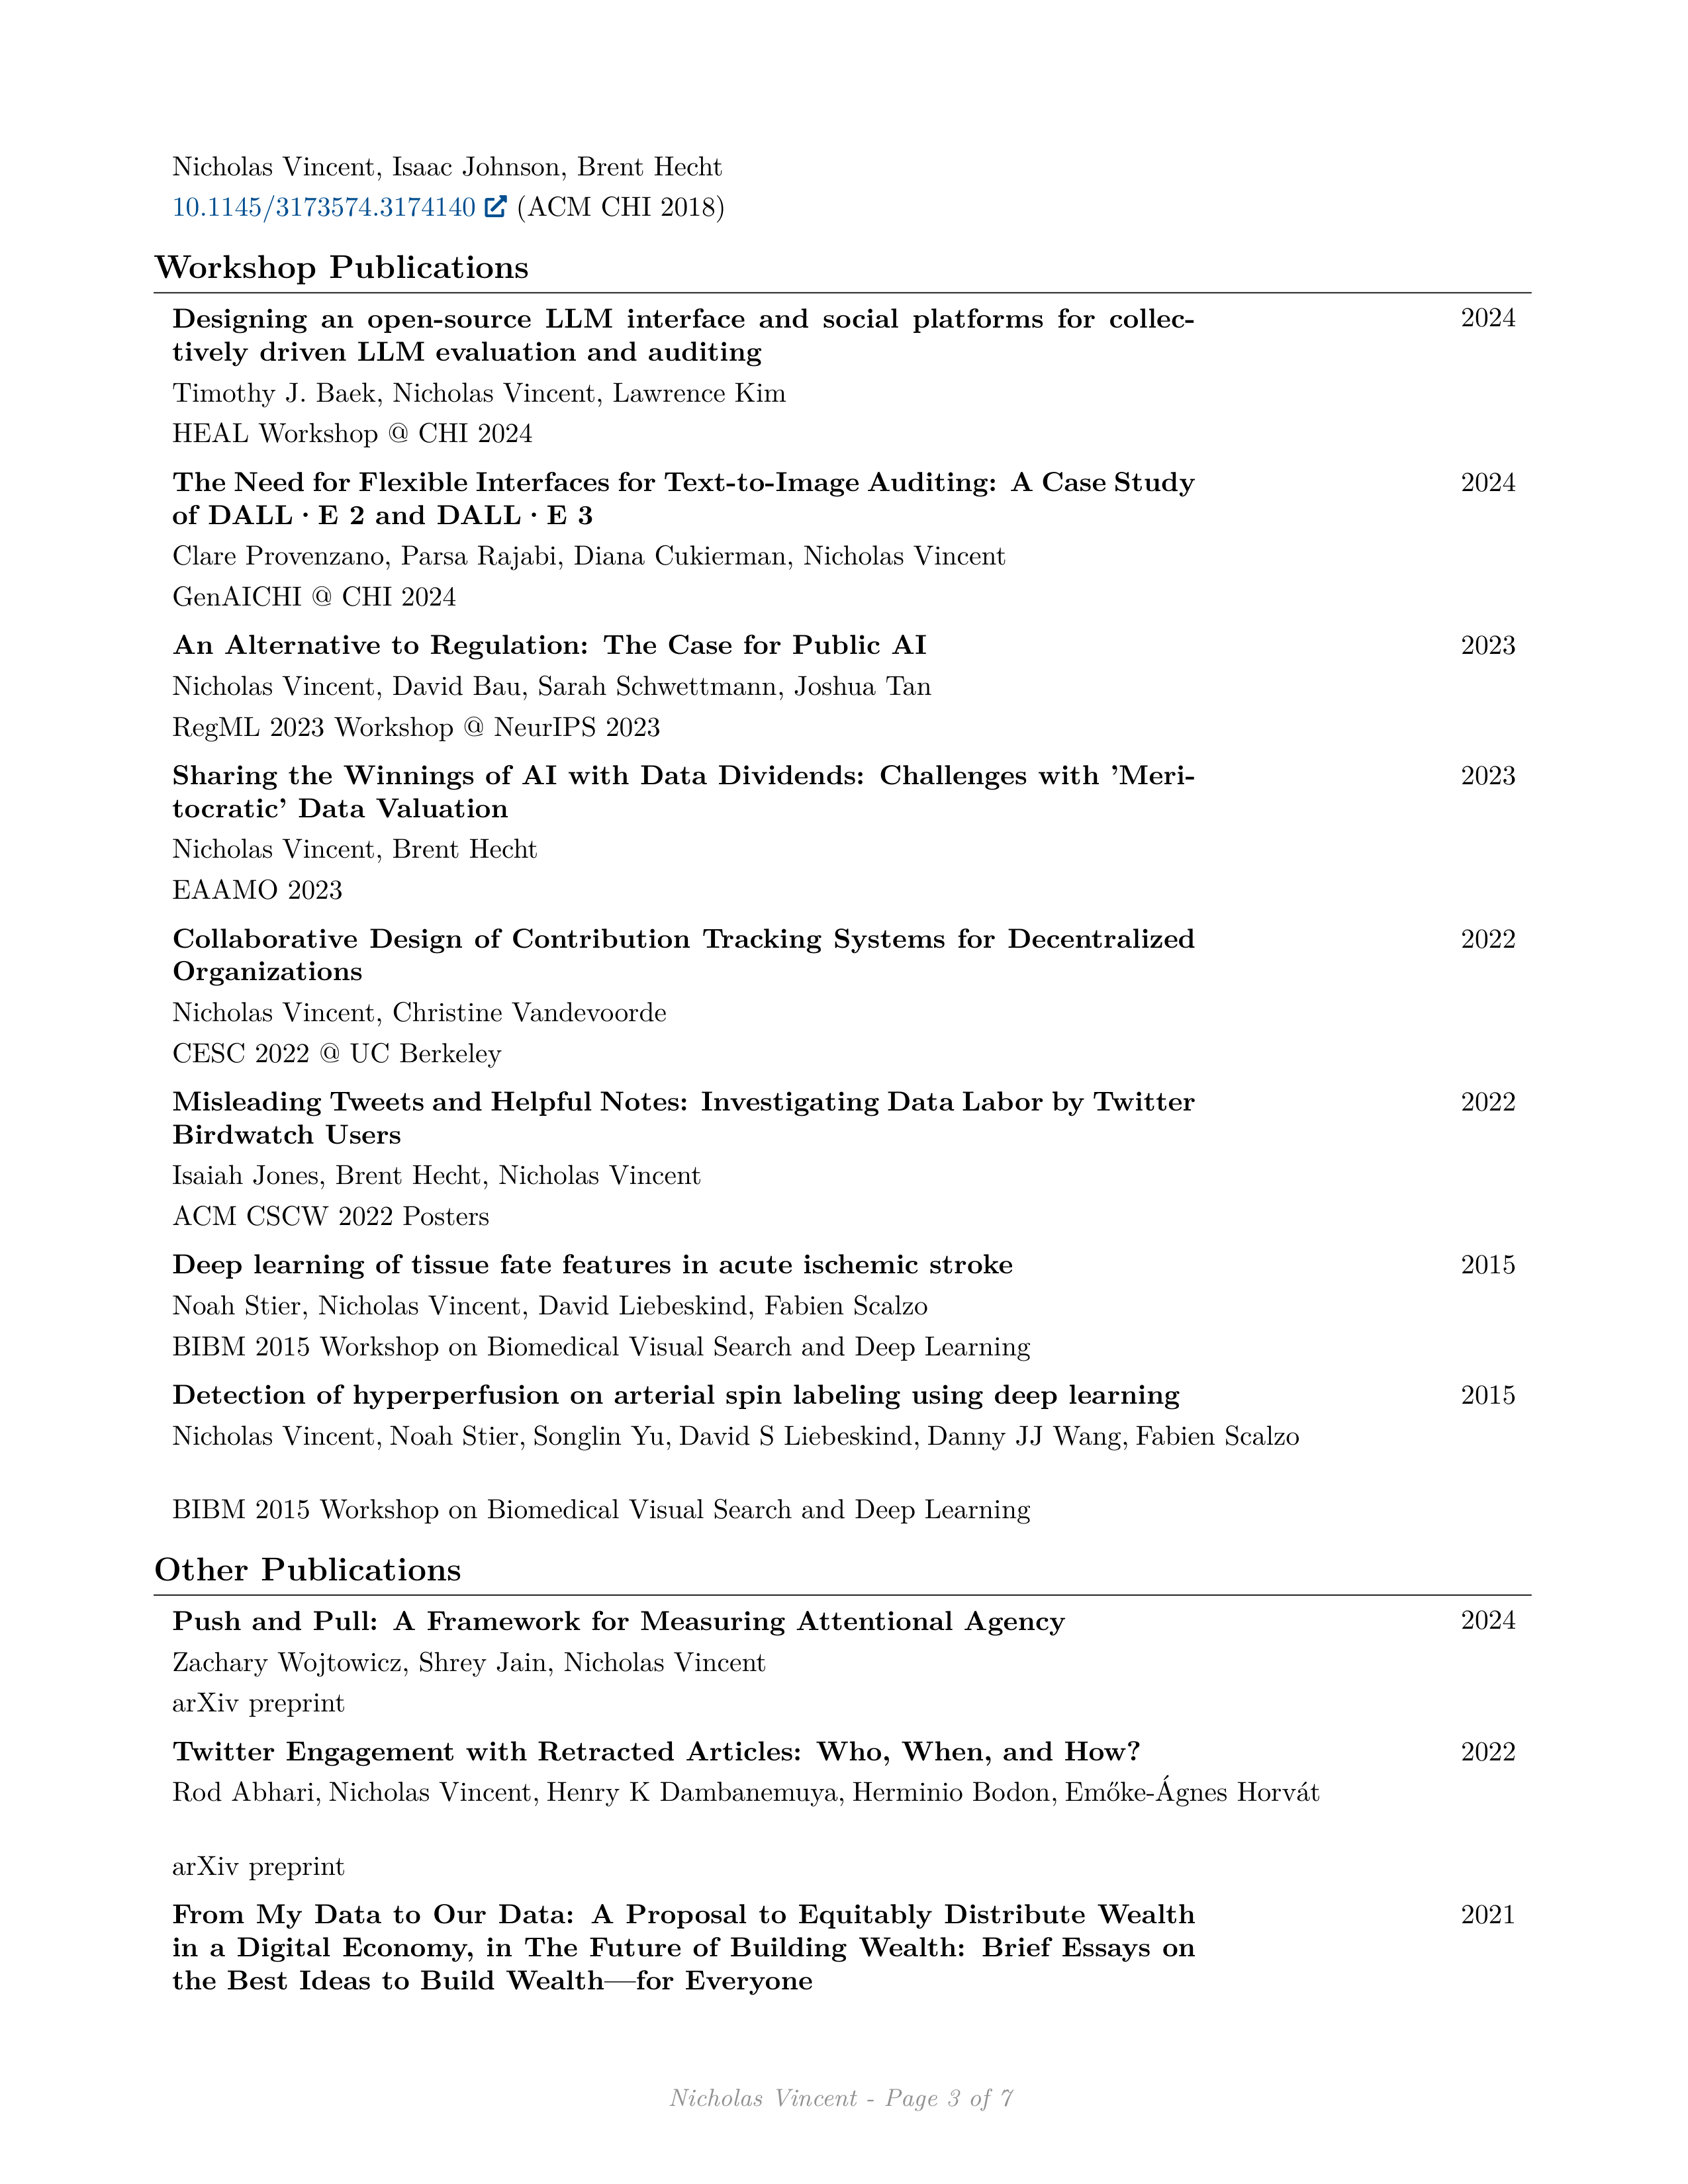 Nicholas Vincent, Isaac Johnson, Brent Hecht
10.1145/3173574.3174140 (ACM CHI 2018)
Workshop Publications
Designing an open-source LLM interface and social platforms for collec-
2024
tively driven LLM evaluation and auditing
Timothy J. Baek, Nicholas Vincent, Lawrence Kim
HEAL Workshop @ CHI 2024
The Need for Flexible Interfaces for Text-to-Image Auditing: A Case Study
2024
of DALL · E 2 and DALL · E 3
Clare Provenzano, Parsa Rajabi, Diana Cukierman, Nicholas Vincent
GenAICHI @ CHI 2024
An Alternative to Regulation: The Case for Public AI
2023
Nicholas Vincent, David Bau, Sarah Schwettmann, Joshua Tan
RegML 2023 Workshop @ NeurIPS 2023
Sharing the Winnings of AI with Data Dividends: Challenges with ’Meri-
2023
tocratic’ Data Valuation
Nicholas Vincent, Brent Hecht
EAAMO 2023
Collaborative Design of Contribution Tracking Systems for Decentralized
2022
Organizations
Nicholas Vincent, Christine Vandevoorde
CESC 2022 @ UC Berkeley
Misleading Tweets and Helpful Notes: Investigating Data Labor by Twitter
2022
Birdwatch Users
Isaiah Jones, Brent Hecht, Nicholas Vincent
ACM CSCW 2022 Posters
Deep learning of tissue fate features in acute ischemic stroke
2015
Noah Stier, Nicholas Vincent, David Liebeskind, Fabien Scalzo
BIBM 2015 Workshop on Biomedical Visual Search and Deep Learning
Detection of hyperperfusion on arterial spin labeling using deep learning
2015
Nicholas Vincent, Noah Stier, Songlin Yu, David S Liebeskind, Danny JJ Wang, Fabien Scalzo
BIBM 2015 Workshop on Biomedical Visual Search and Deep Learning
Other Publications
Push and Pull: A Framework for Measuring Attentional Agency
2024
Zachary Wojtowicz, Shrey Jain, Nicholas Vincent
arXiv preprint
Twitter Engagement with Retracted Articles: Who, When, and How?
2022
Rod Abhari, Nicholas Vincent, Henry K Dambanemuya, Herminio Bodon, Emőke-Ágnes Horvát
arXiv preprint
From My Data to Our Data: A Proposal to Equitably Distribute Wealth
2021
in a Digital Economy, in The Future of Building Wealth: Brief Essays on
the Best Ideas to Build Wealth—for Everyone
Nicholas Vincent - Page 3 of 7